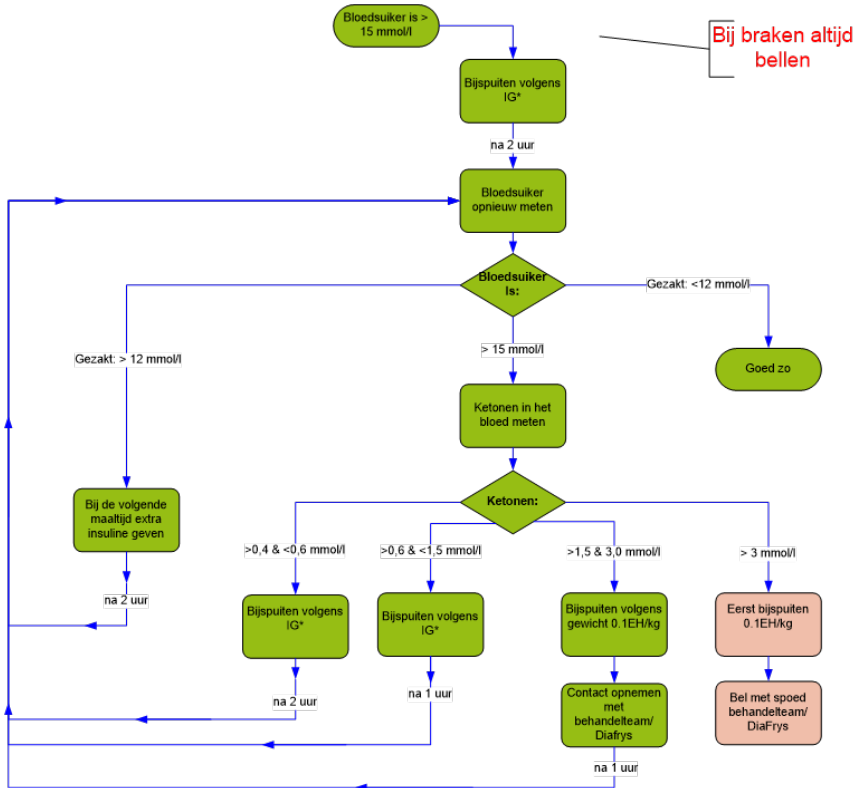 Bloedsuiker is >
15 mmol/l
Bij braken altijd
bellen
Bijspuiten volgens
IG*
na 2 uur
Bloedsuiker
opnieuw meten
Bloedsuiker
Is:
Gezakt: <12 mmol/l
Gezakt: > 12 mmol/l
> 15 mmol/l
Goed zo
Ketonen in het
bloed meten
Ketonen:
Bij de volgende
maaltijd extra
insuline geven
na 2 uur
>0,4 & <0,6 mmol/l
>0,6 & <1,5 mmol/l
>1,5 & 3,0 mmol/l
> 3 mmol/l
Bijspuiten volgens
IG*
Bijspuiten volgens
IG*
Bijspuiten volgens
gewicht 0.1EH/kg
Eerst bijspuiten
0.1EH/kg
na 2 uur
na 1 uur
Contact opnemen
met
behandelteam/
Diafrys
Bel met spoed
behandelteam/
DiaFrys
na 1 uur